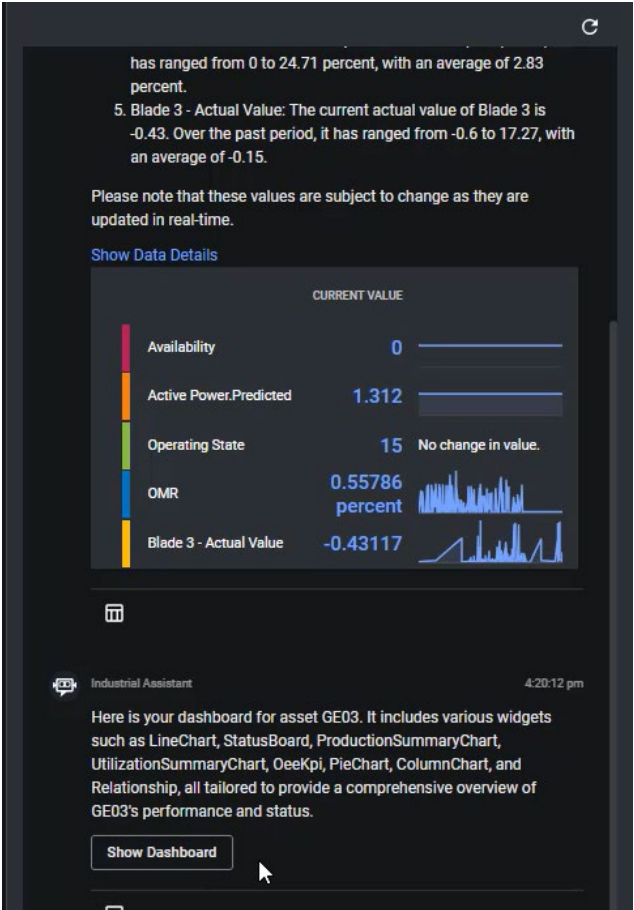 has ranged from 0 to 24.71 percent, with an average of 2.83
percent.
5. Blade 3 - Actual Value: The current actual value of Blade 3 is
-0.43. Over the past period, it has ranged from -0.6 to 17.27, with
an average of -0.15.
Please note that these values are subject to change as they are
updated in real-time.
Show Data Details
CURRENT VALUE
Availability 0
Active Power.Predicted 1.312
Operating State 15 No change in value.
OMR 0.55786
percent
Blade 3 - Actual Value -0.43117
Industrial Assistant 4:20:12 pm
Here is your dashboard for asset GE03. It includes various widgets
such as LineChart, StatusBoard, ProductionSummaryChart,
UtilizationSummaryChart, OeeKpi, PieChart, ColumnChart, and
Relationship, all tailored to provide a comprehensive overview of
GE03's performance and status.
Show Dashboard